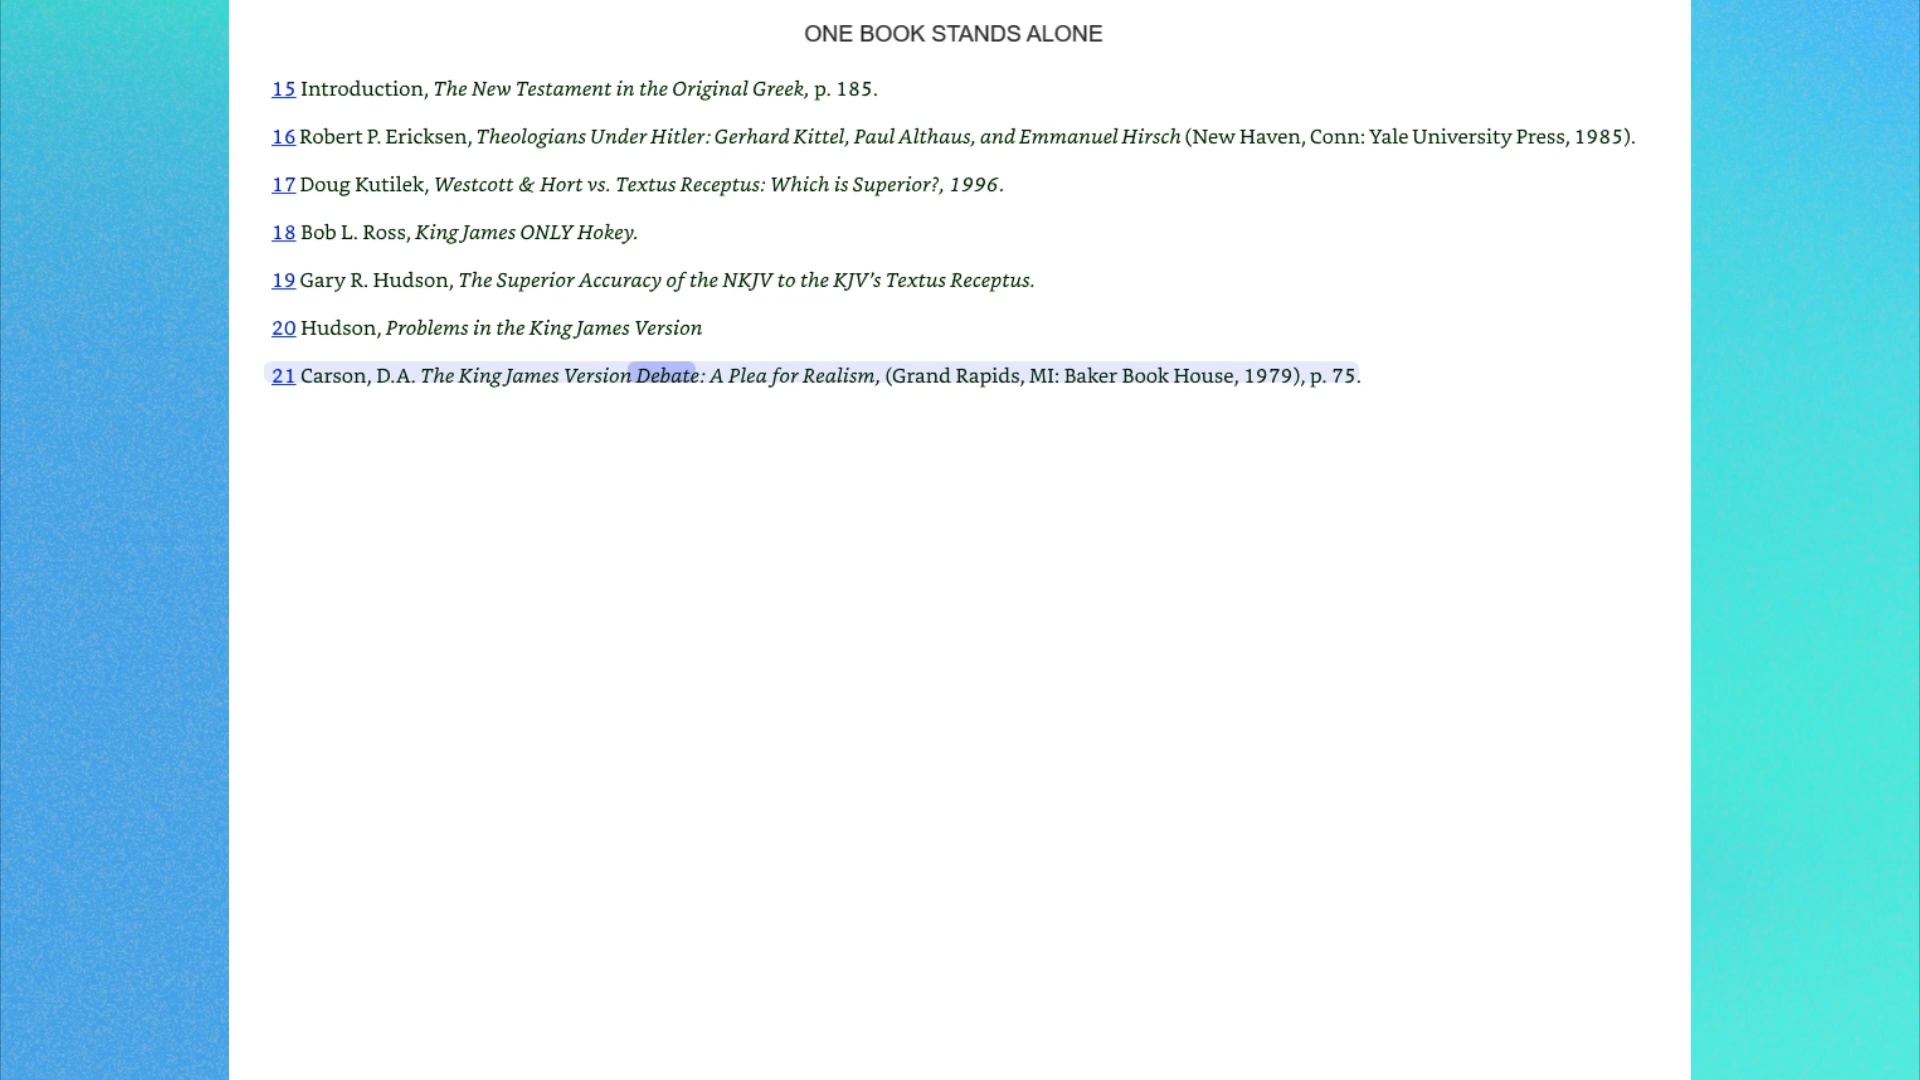 ONE BOOK STANDS ALONE
15 Introduction, The New Testament in the Original Greek, p. 185.
16 Robert P. Ericksen, Theologians Under Hitler: Gerhard Kittel, Paul Althaus, and Emmanuel Hirsch (New Haven, Conn: Yale University Press, 1985).
17 Doug Kutilek, Westcott & Hort vs. Textus Receptus: Which is Superior?, 1996.
18 Bob L. Ross, King James ONLY Hokey.
19 Gary R. Hudson, The Superior Accuracy of the NKJV to the KJV’s Textus Receptus.
20 Hudson, Problems in the King James Version
21 Carson, D.A. The King James Version Debate: A Plea for Realism, (Grand Rapids, MI: Baker Book House, 1979), p. 75.